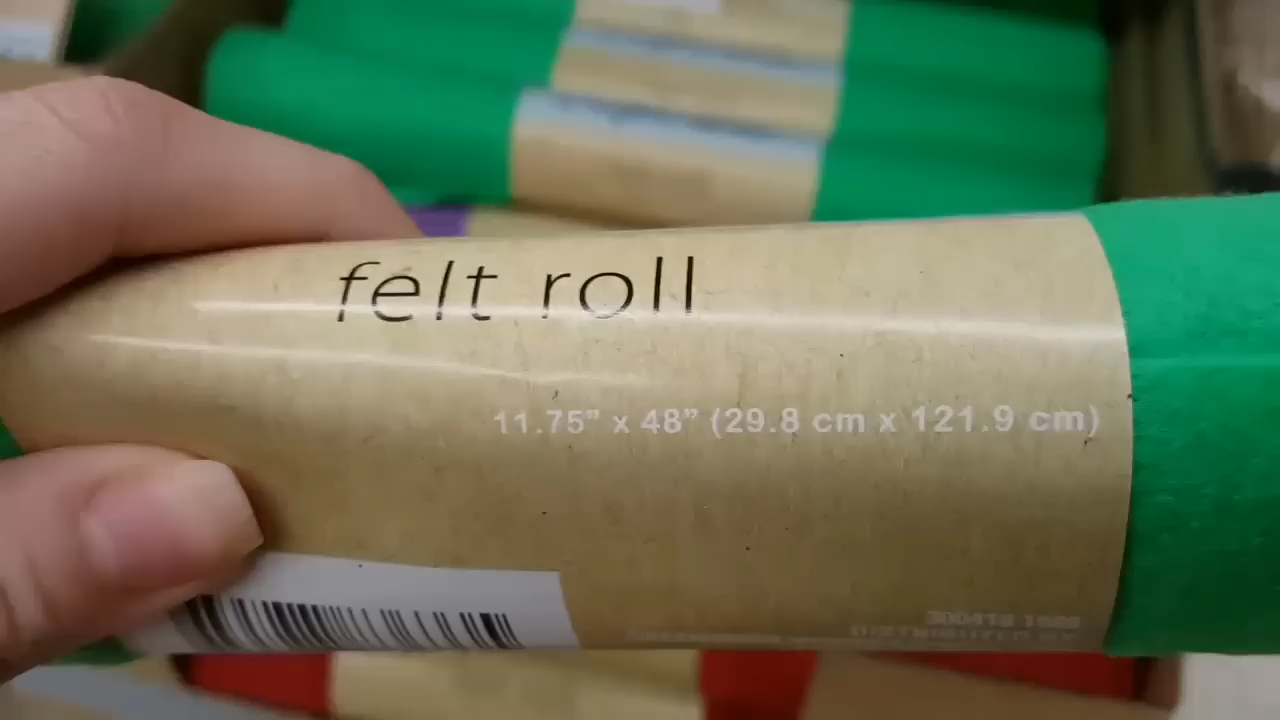 felt roll
11.75” x 48” (29.8 cm x 121.9 cm)